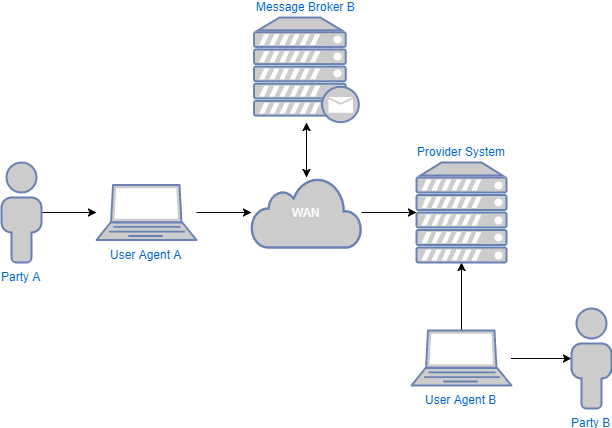 Message Broker B
Provider System
WAN
User Agent A
Party A
User Agent B
Party B